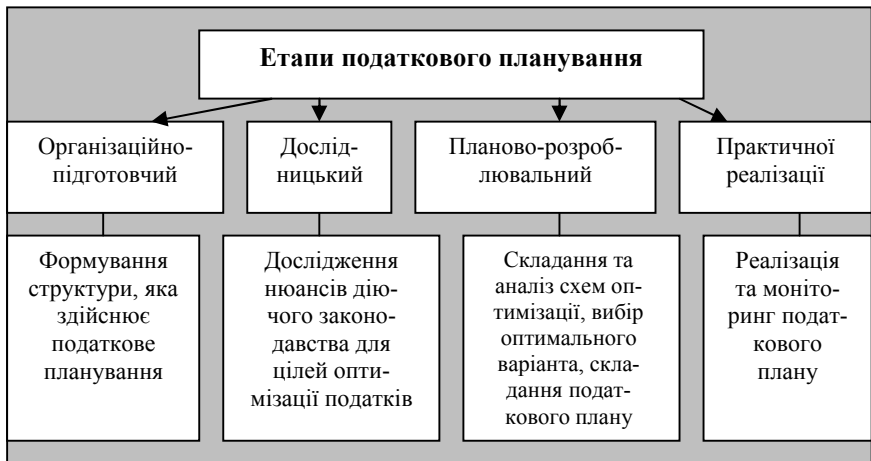 Етапи податкового планування
Організаційно-
підготовчий
Дослід-
ницький
Планово-розроб-
лювальний
Практичної
реалізації
Формування
структури, яка
здійснює
податкове
планування
Дослідження
нюансів дію-
чого законо-
давства для
цілей опти-
мізації податків
Складання та
аналіз схем оп-
тимізації, вибір
оптимального
варіанта, скла-
дання подат-
кового плану
Реалізація
та моніто-
ринг подат-
кового
плану